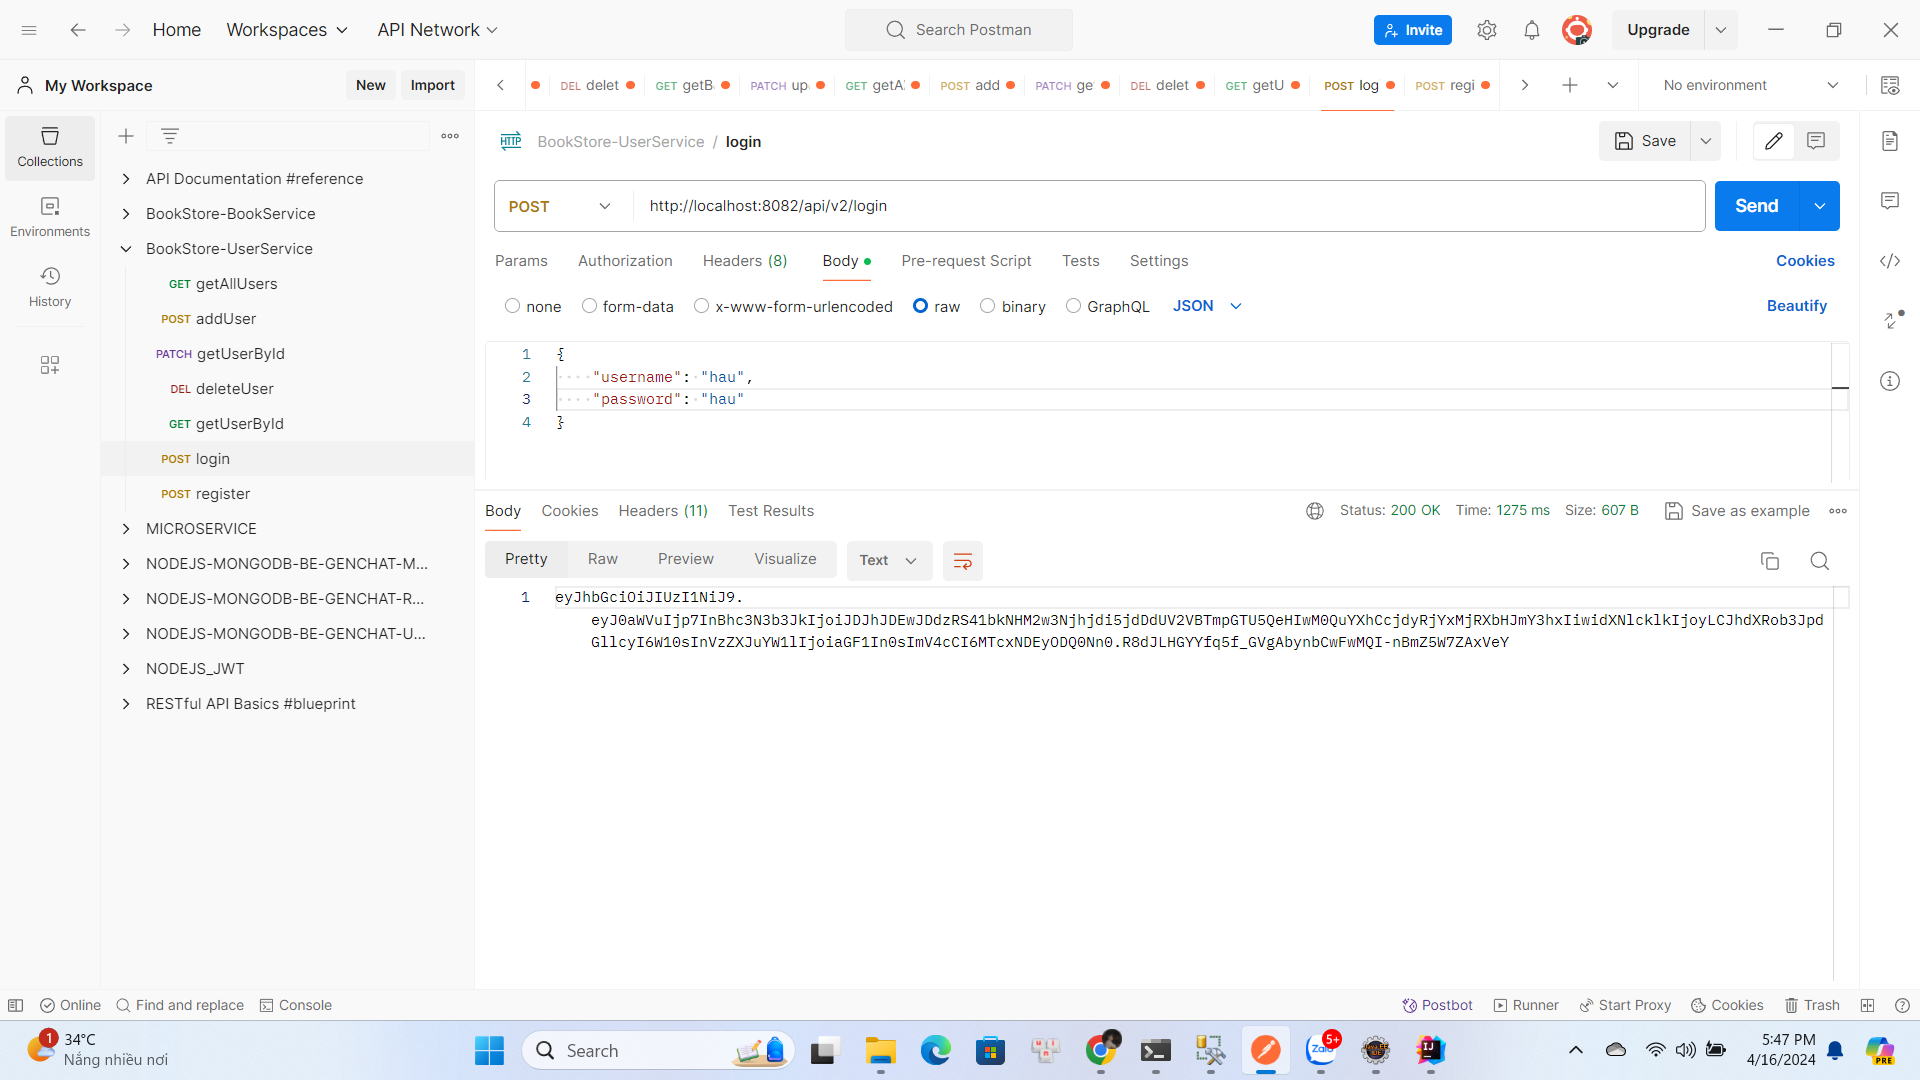 Home
Workspaces
API Network
Search Postman
Invite
Upgrade
My Workspace
New
Import
DEL delet
GET getB
PATCH up
GET getA
POST add
PATCH ge
DEL delet
GET getU
POST log
POST regi
No environment
Collections
Environments
History
API Documentation #reference
BookStore-BookService
BookStore-UserService
GET getAllUsers
POST addUser
PATCH getUserById
DEL deleteUser
GET getUserById
POST login
POST register
MICROSERVICE
NODEJS-MONGODB-BE-GENCHAT-M...
NODEJS-MONGODB-BE-GENCHAT-R...
NODEJS-MONGODB-BE-GENCHAT-U...
NODEJS_JWT
RESTful API Basics #blueprint
HTTP BookStore-UserService / login
Save
POST http://localhost:8082/api/v2/login
Send
Params Authorization Headers (8) Body Pre-request Script Tests Settings Cookies
none form-data x-www-form-urlencoded raw binary GraphQL JSON Beautify
1 {
2 "username": "hau",
3 "password": "hau"
4 }
Body Cookies Headers (11) Test Results Status: 200 OK Time: 1275 ms Size: 607 B Save as example
Pretty Raw Preview Visualize Text
1 eyJhbGciOiJIUzI1NiJ9.
eyJ0aWVuIjp7InBhc3N3b3JkIjoiJDJhJDEwJDdzRS41bkNHM2w3Njhjdi5jdDdUV2VBTmpGTU5QeHIwM0QuYXhCcjdyRjYxMjRXbHJmY3hxIiwidXNlcklkIjoyLCJhdXRob3Jpd
GllcyI6W10sInVzZXJuYW1lIjoiaGF1In0sImV4cCI6MTcxNDEyODQ0Nn0.R8dJLHGYYfq5f_GVgAbynbCwFwMQI-nBmZ5W7ZAxVeY
Online Find and replace Console
Postbot Runner Start Proxy Cookies Trash
1
34°C
Nắng nhiều nơi
Search
Zalo
5+
IJ
5:47 PM
4/16/2024
PRE